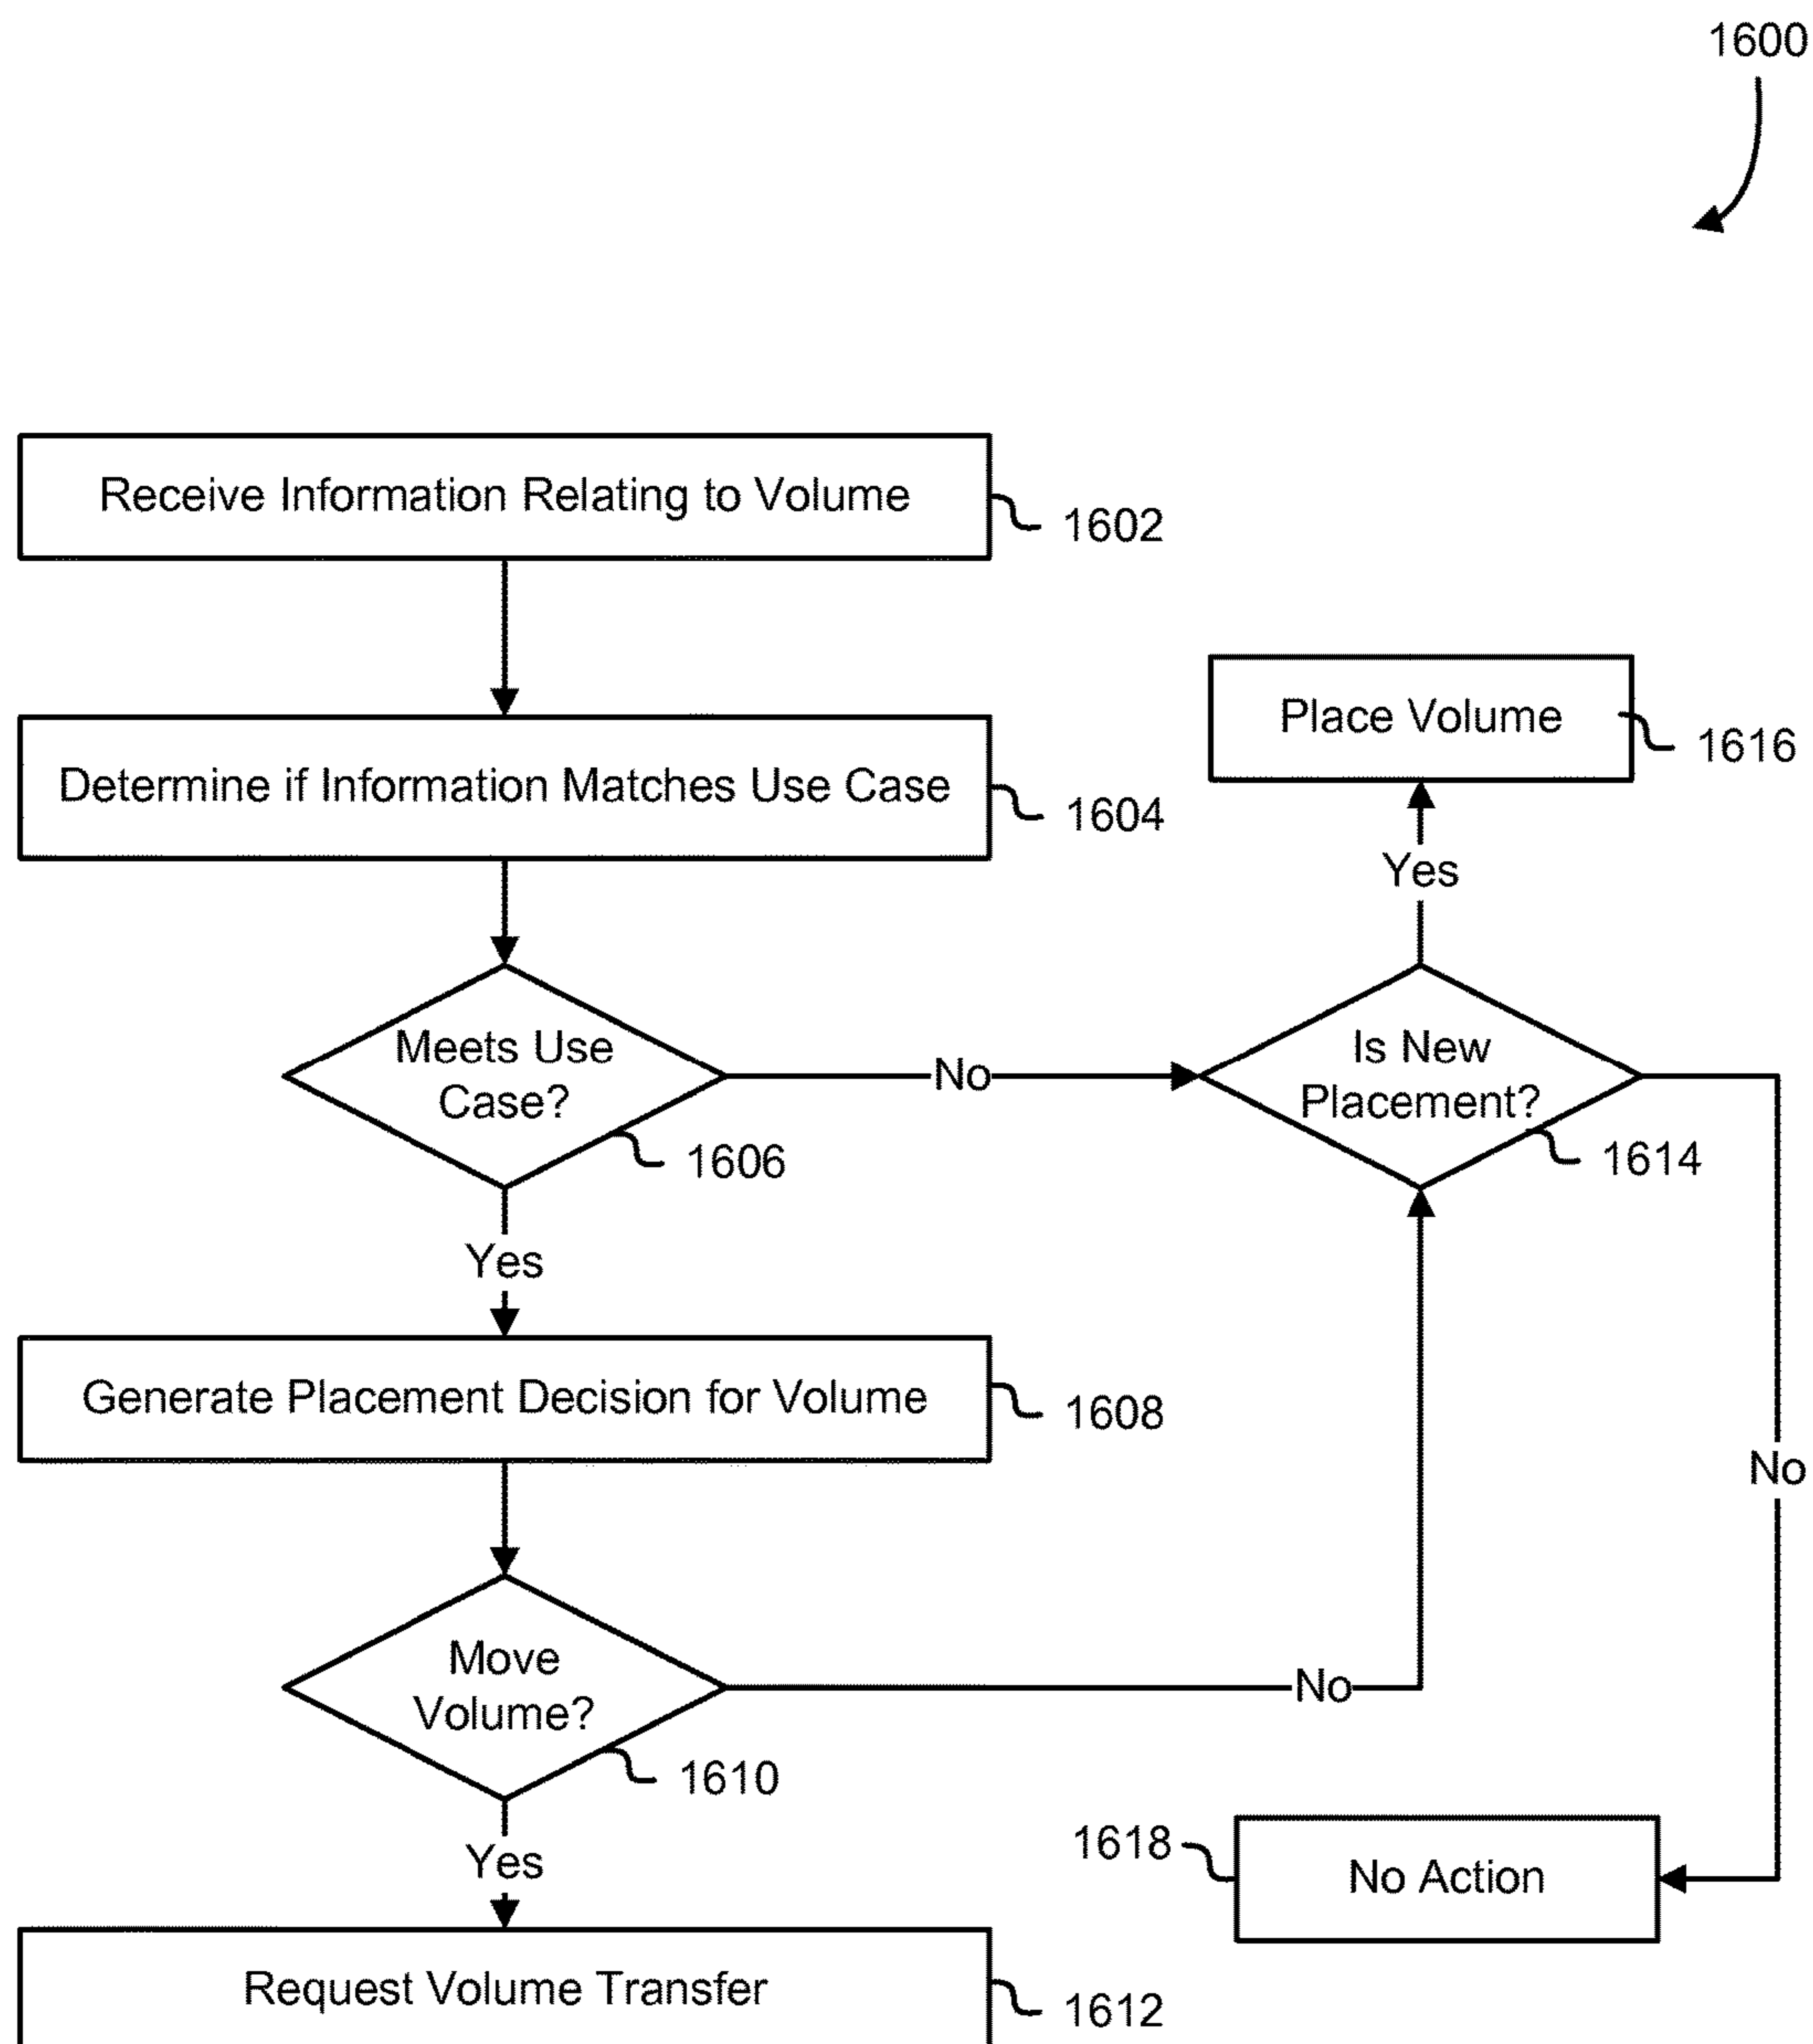 1600
Receive Information Relating to Volume
1602
Determine if Information Matches Use Case
1604
Place Volume
1616
Yes
Meets Use
Case?
1606
No
Is New
Placement?
1614
Yes
Generate Placement Decision for Volume
1608
No
Move
Volume?
1610
No
Yes
1618
No Action
Request Volume Transfer
1612